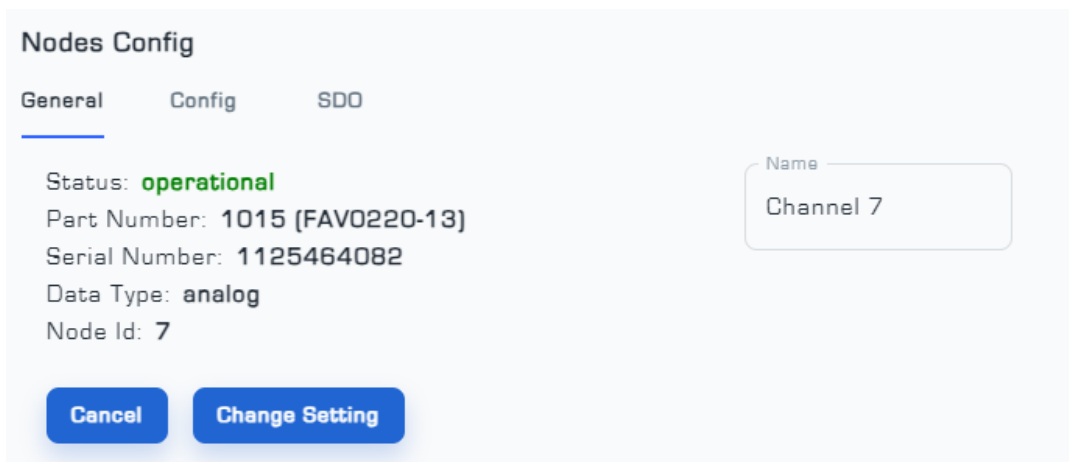 Nodes Config
General Config SDO
Name
Status: operational
Channel 7
Part Number: 1015 (FAV0220-13)
Serial Number: 1125464082
Data Type: analog
Node Id: 7
Cancel Change Setting